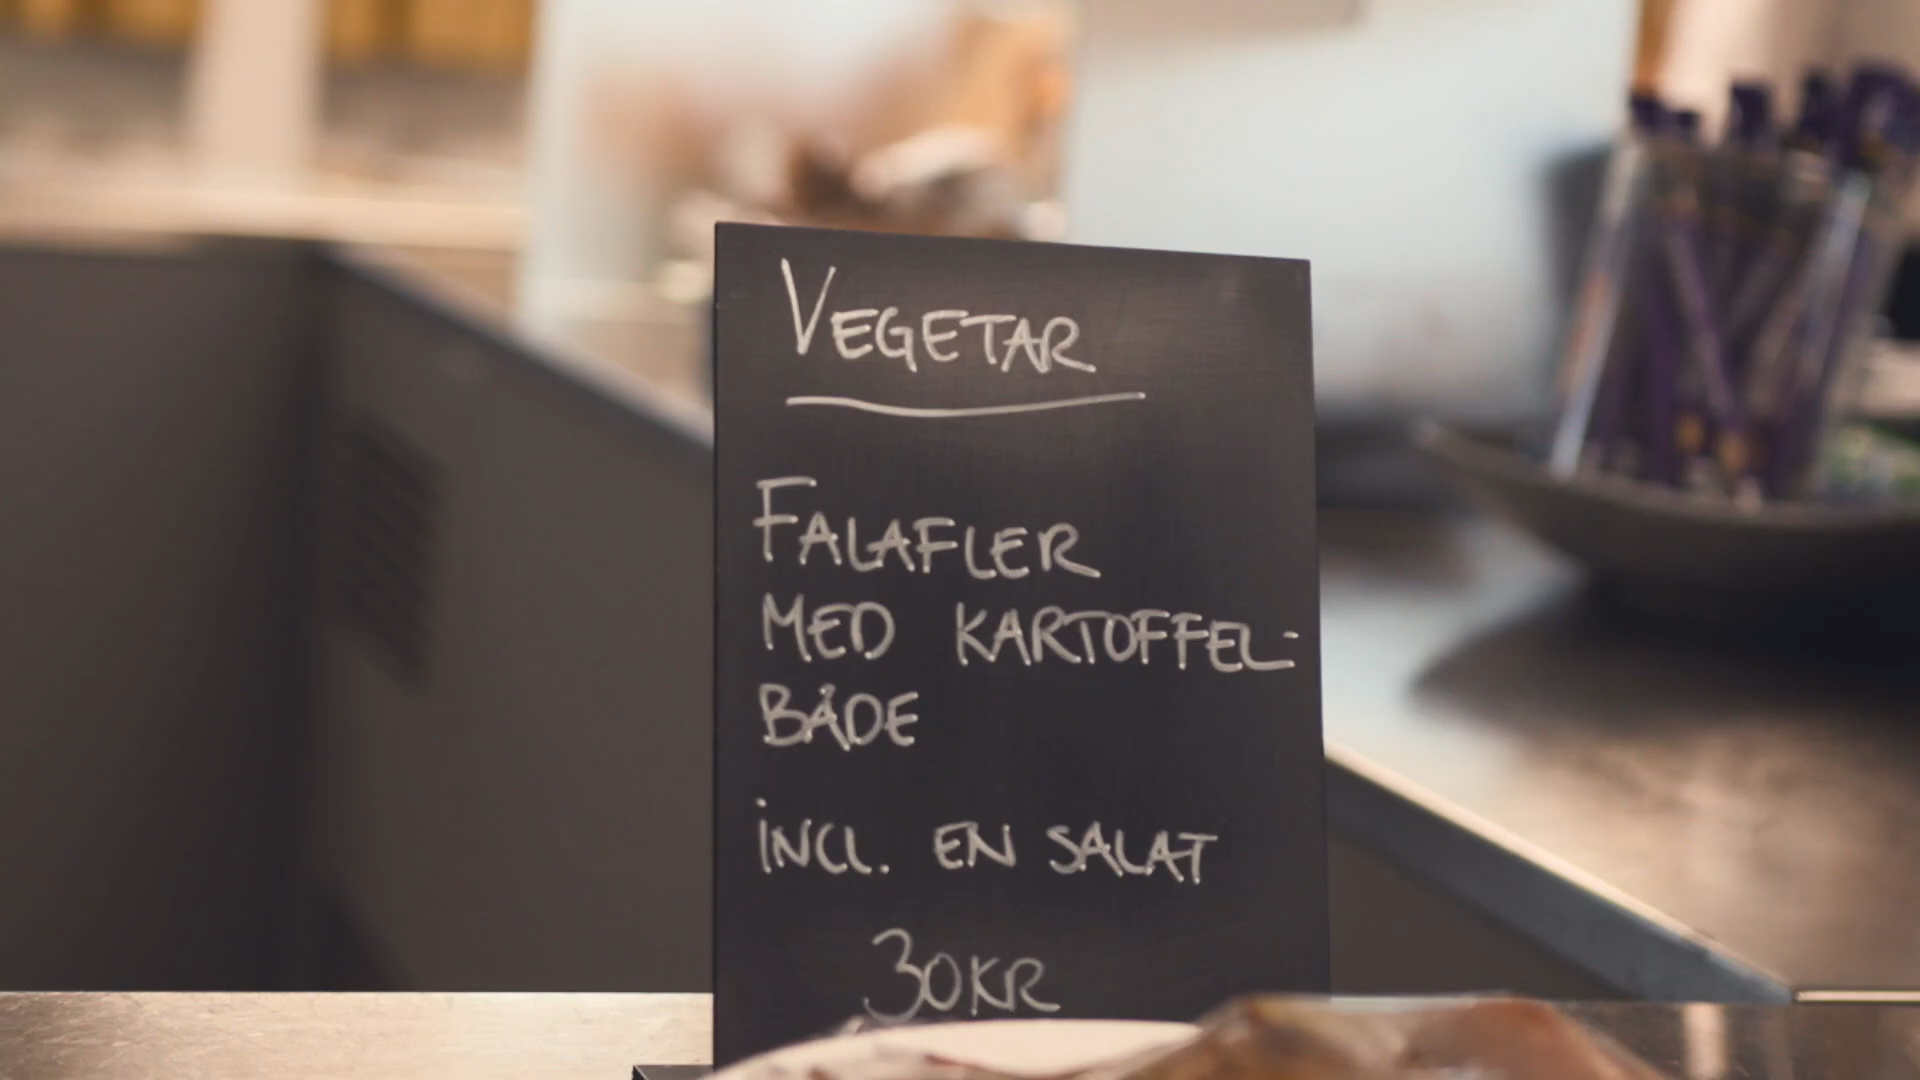 VEGETAR
FALAFLER
MED KARTOFFEL-
BÅDE
INCL. EN SALAT
30KR